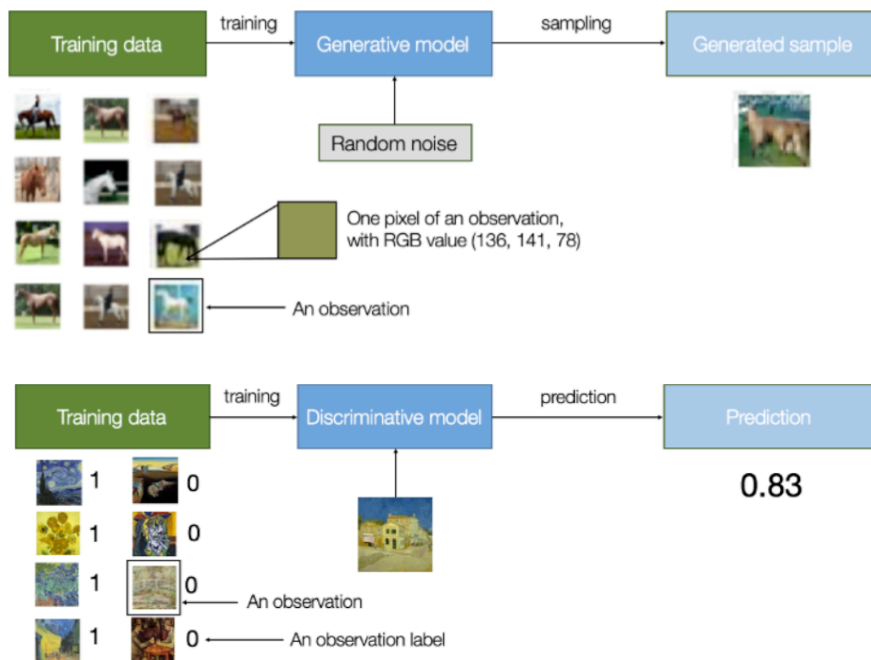 Training data
training
Generative model
sampling
Generated sample
Random noise
One pixel of an observation,
with RGB value (136, 141, 78)
An observation
Training data
training
Discriminative model
prediction
Prediction
1
0
0.83
1
0
1
0
An observation
1
0
An observation label